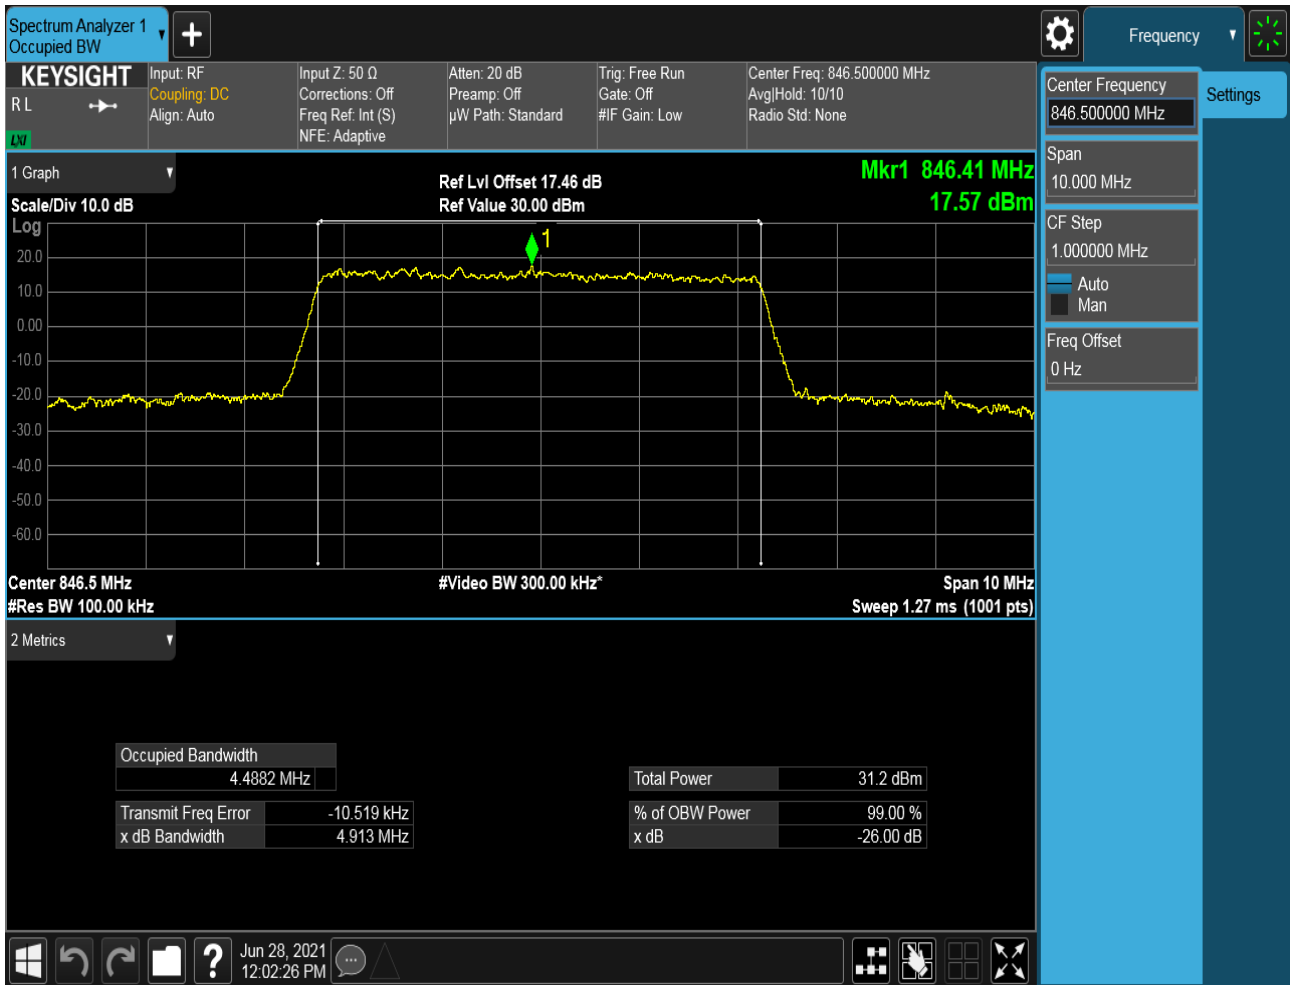 Spectrum Analyzer 1
Occupied BW
Frequency
KEYSIGHT
R L
LXI
Input: RF
Coupling: DC
Align: Auto
Input Z: 50 Ω
Corrections: Off
Freq Ref: Int (S)
NFE: Adaptive
Atten: 20 dB
Preamp: Off
µW Path: Standard
Trig: Free Run
Gate: Off
#IF Gain: Low
Center Freq: 846.500000 MHz
Avg|Hold: 10/10
Radio Std: None
Center Frequency
846.500000 MHz
Settings
Span
10.000 MHz
CF Step
1.000000 MHz
Auto
Man
Freq Offset
0 Hz
1 Graph
Scale/Div 10.0 dB
Log
Ref Lvl Offset 17.46 dB
Ref Value 30.00 dBm
Mkr1 846.41 MHz
17.57 dBm
1
20.0
10.0
0.00
-10.0
-20.0
-30.0
-40.0
-50.0
-60.0
Center 846.5 MHz
#Video BW 300.00 kHz*
Span 10 MHz
#Res BW 100.00 kHz
Sweep 1.27 ms (1001 pts)
2 Metrics
Occupied Bandwidth
4.4882 MHz
Transmit Freq Error -10.519 kHz
x dB Bandwidth 4.913 MHz
Total Power 31.2 dBm
% of OBW Power 99.00 %
x dB -26.00 dB
?
Jun 28, 2021
12:02:26 PM